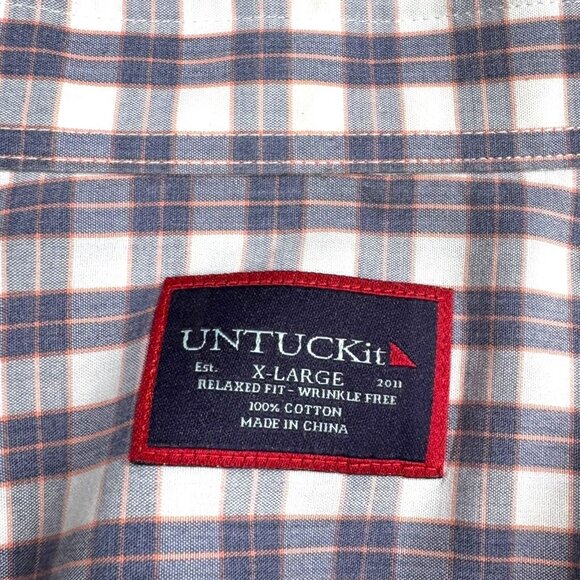 UNTUCKit
Est. X-LARGE 2011
RELAXED FIT - WRINKLE FREE
100% COTTON
MADE IN CHINA